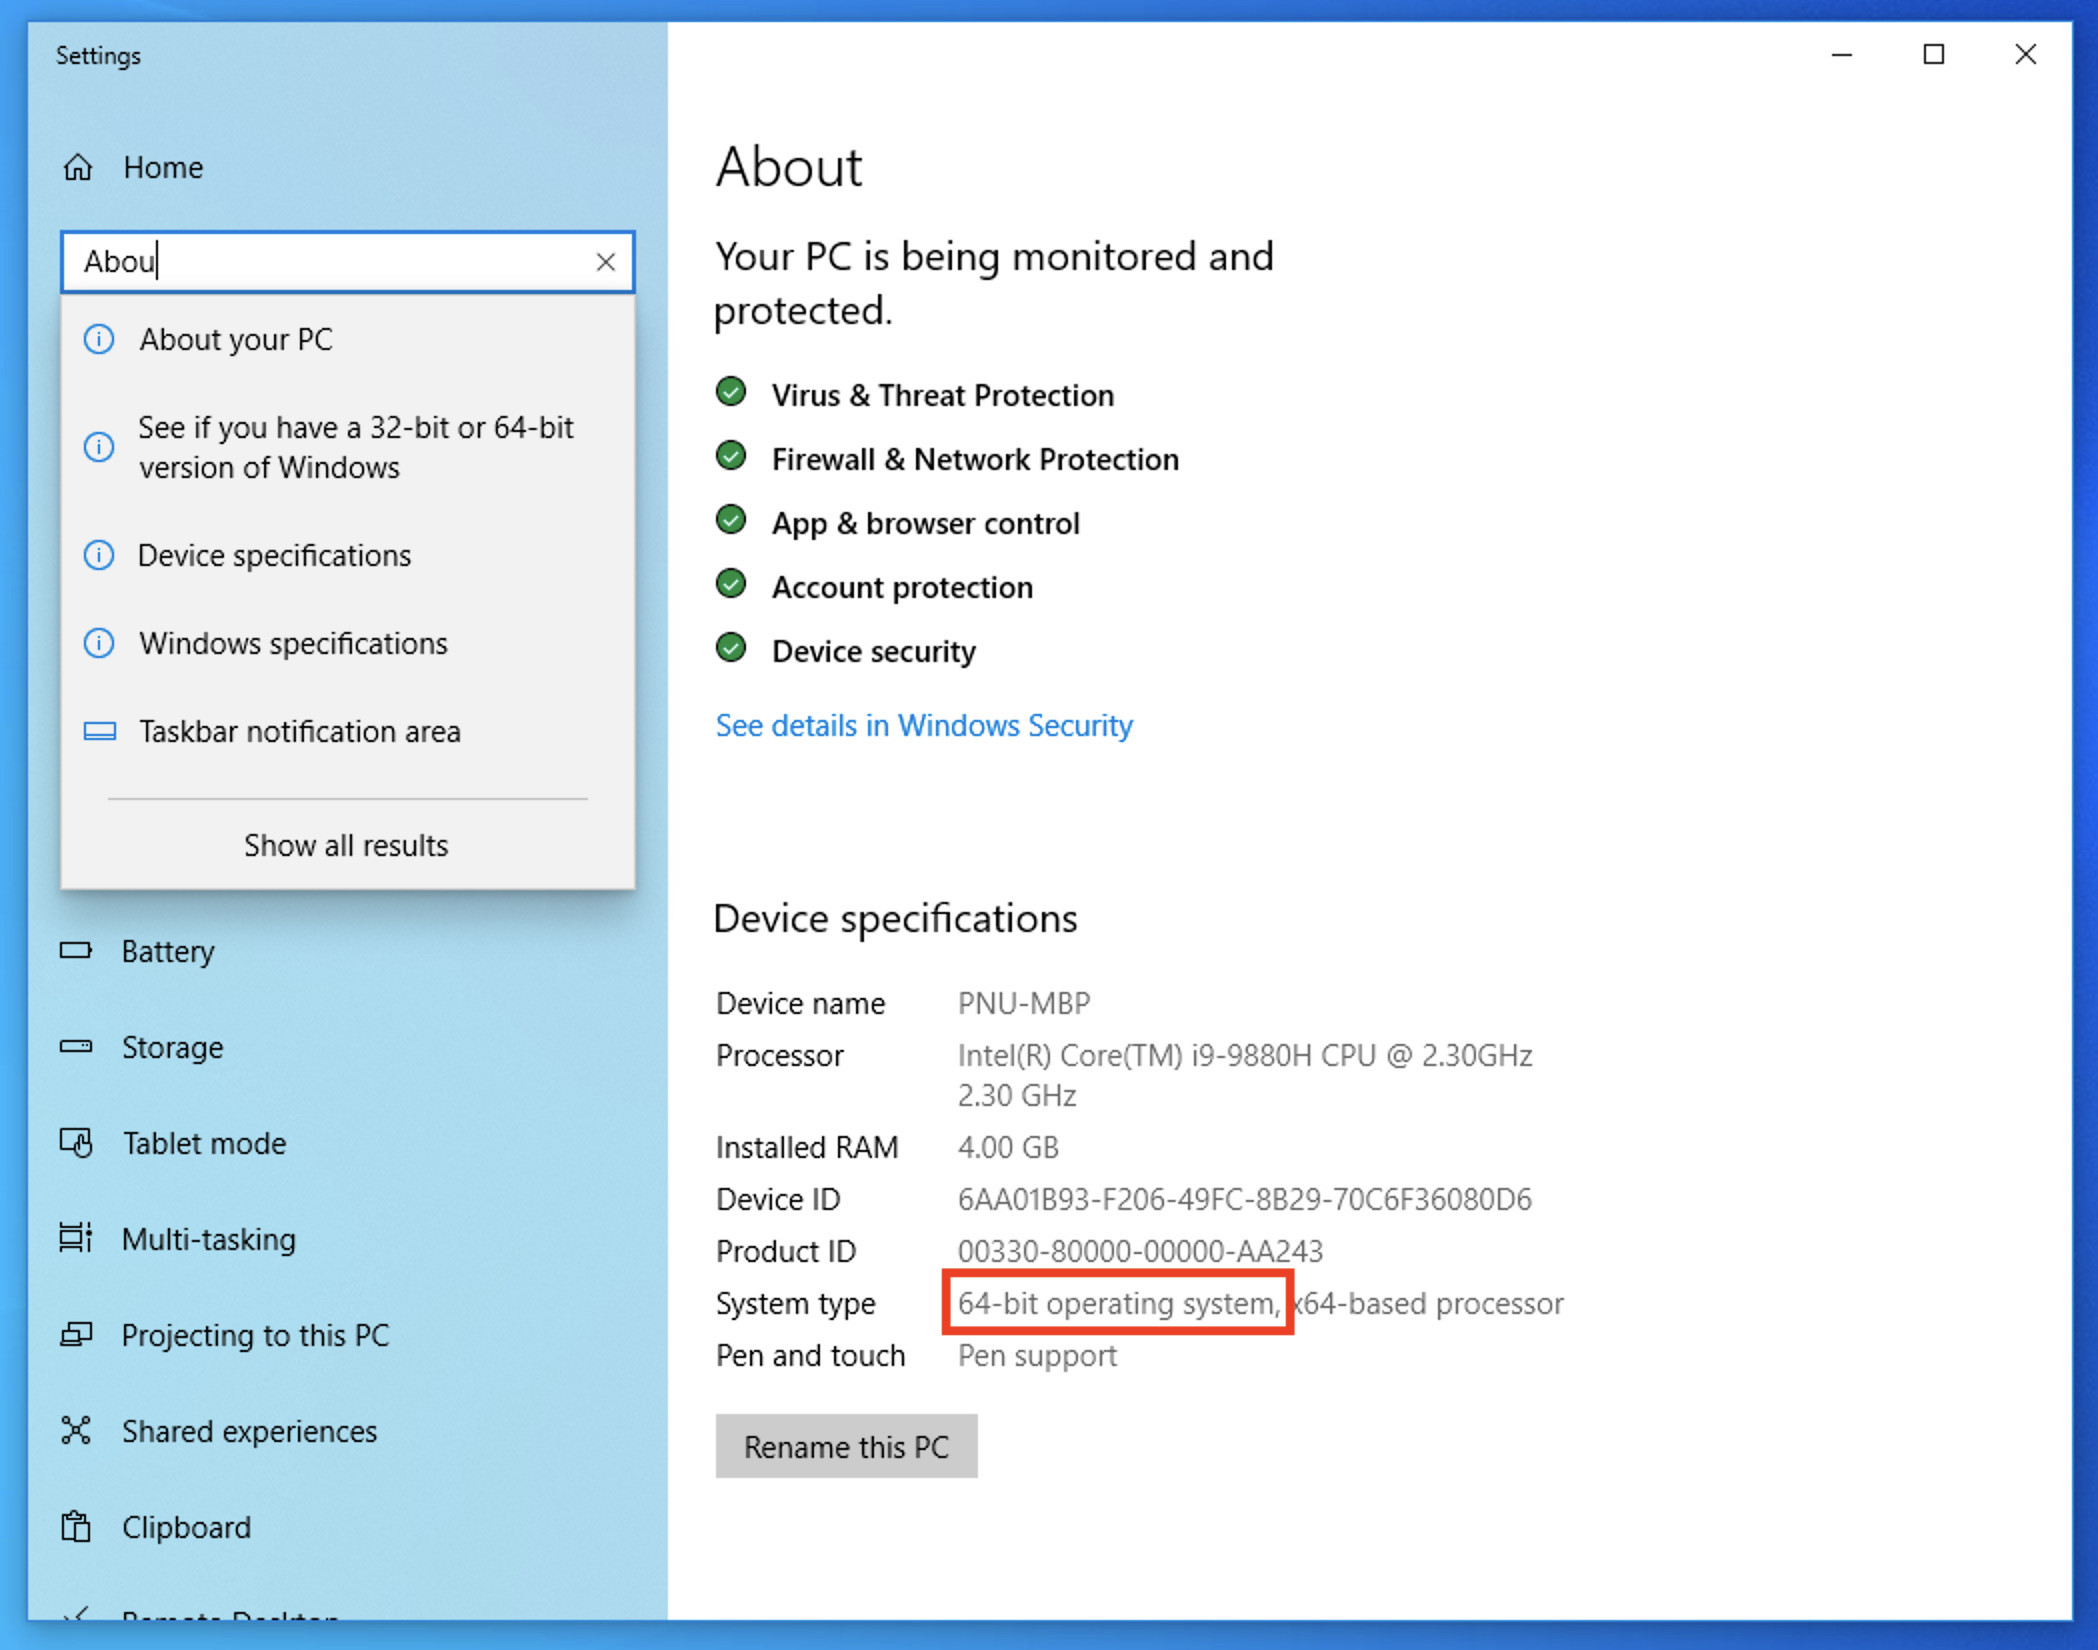 Settings
Home
Abou
About your PC
See if you have a 32-bit or 64-bit
version of Windows
Device specifications
Windows specifications
Taskbar notification area
Show all results
Battery
Storage
Tablet mode
Multi-tasking
Projecting to this PC
Shared experiences
Clipboard
Remote Desktop
About
Your PC is being monitored and
protected.
Virus & Threat Protection
Firewall & Network Protection
App & browser control
Account protection
Device security
See details in Windows Security
Device specifications
Device name PNU-MBP
Processor Intel(R) Core(TM) i9-9880H CPU @ 2.30GHz
2.30 GHz
Installed RAM 4.00 GB
Device ID 6AA01B93-F206-49FC-8B29-70C6F36080D6
Product ID 00330-80000-00000-AA243
System type 64-bit operating system, x64-based processor
Pen and touch Pen support
Rename this PC